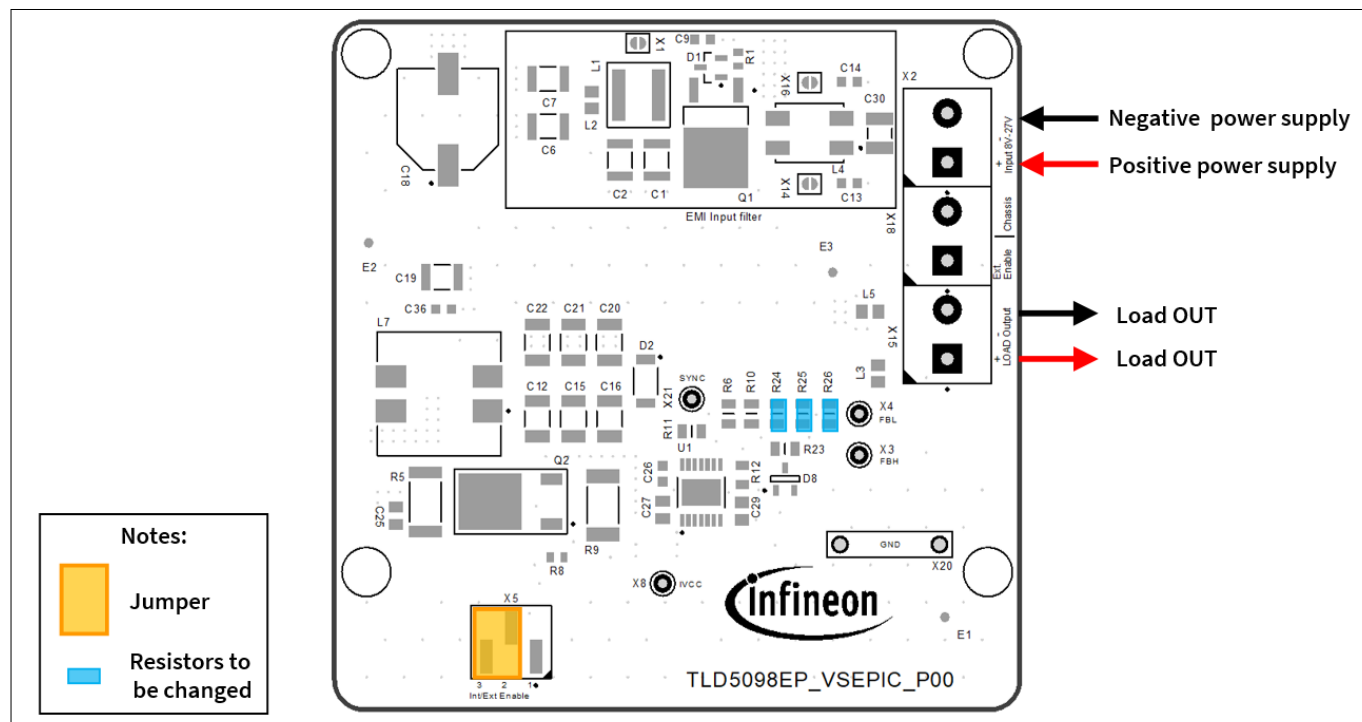 C9
X1
D1
R1
L1
C7
L2
C6
C2
C1
Q1
X16
C14
C30
L4
X14
C13
EMI Input filter
C18
X2
-
+ Input 8V-27V
Negative power supply
Positive power supply
X18
Chassis
Ext. Enable
E2
E3
C19
C36
L7
C22
C21
C20
D2
L5
X15
-
+ LOAD Output
Load OUT
Load OUT
L3
C12
C15
C16
X21
SYNC
R6
R10
R24
R25
R26
X4
FBL
R11
U1
R23
X3
FBH
R5
Q2
C26
R12
D8
C25
C27
C29
R9
R8
GND
X20
X8
IVCC
infineon
E1
X5
3 2 1
Int/Ext Enable
TLD5098EP_VSEPIC_P00
Notes:
Jumper
Resistors to
be changed